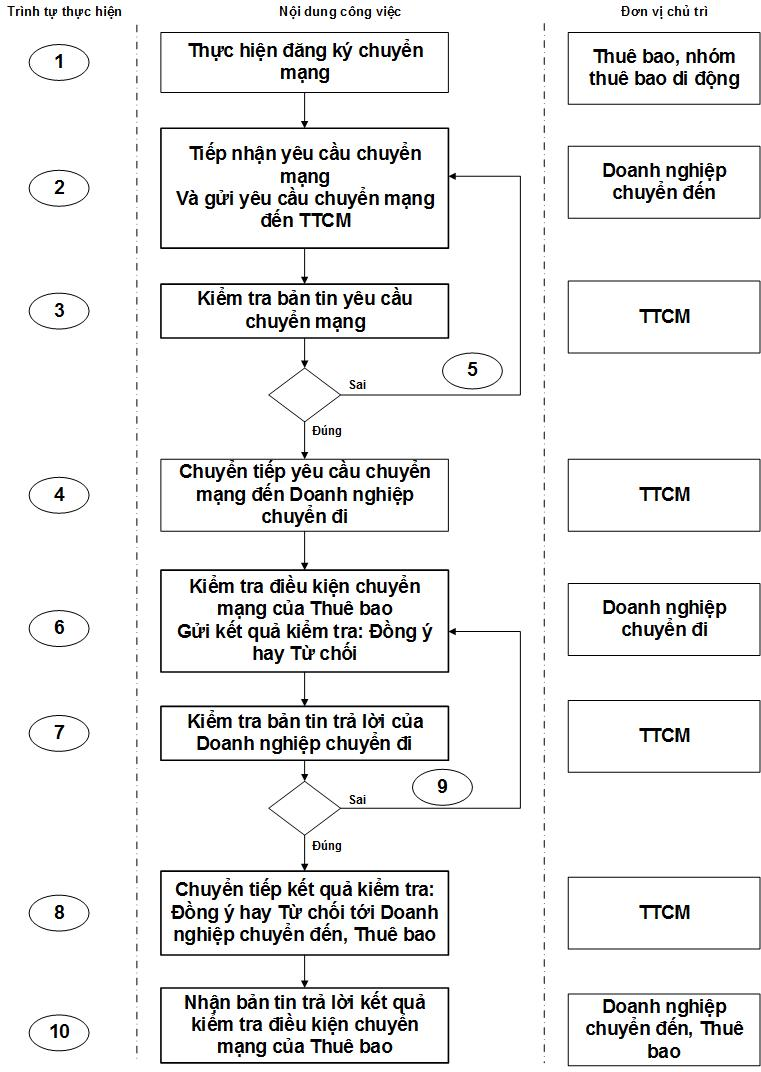 Trình tự thực hiện
Nội dung công việc
Đơn vị chủ trì
1
Thực hiện đăng ký chuyển
mạng
Thuê bao, nhóm
thuê bao di động
2
Tiếp nhận yêu cầu chuyển
mạng
Và gửi yêu cầu chuyển mạng
đến TTCM
Doanh nghiệp
chuyển đến
3
Kiểm tra bản tin yêu cầu
chuyển mạng
TTCM
Sai
5
Đúng
4
Chuyển tiếp yêu cầu chuyển
mạng đến Doanh nghiệp
chuyển đi
TTCM
6
Kiểm tra điều kiện chuyển
mạng của Thuê bao
Gửi kết quả kiểm tra: Đồng ý
hay Từ chối
Doanh nghiệp
chuyển đi
7
Kiểm tra bản tin trả lời của
Doanh nghiệp chuyển đi
TTCM
Sai
9
Đúng
8
Chuyển tiếp kết quả kiểm tra:
Đồng ý hay Từ chối tới Doanh
nghiệp chuyển đến, Thuê bao
TTCM
10
Nhận bản tin trả lời kết quả
kiểm tra điều kiện chuyển
mạng của Thuê bao
Doanh nghiệp
chuyển đến, Thuê
bao